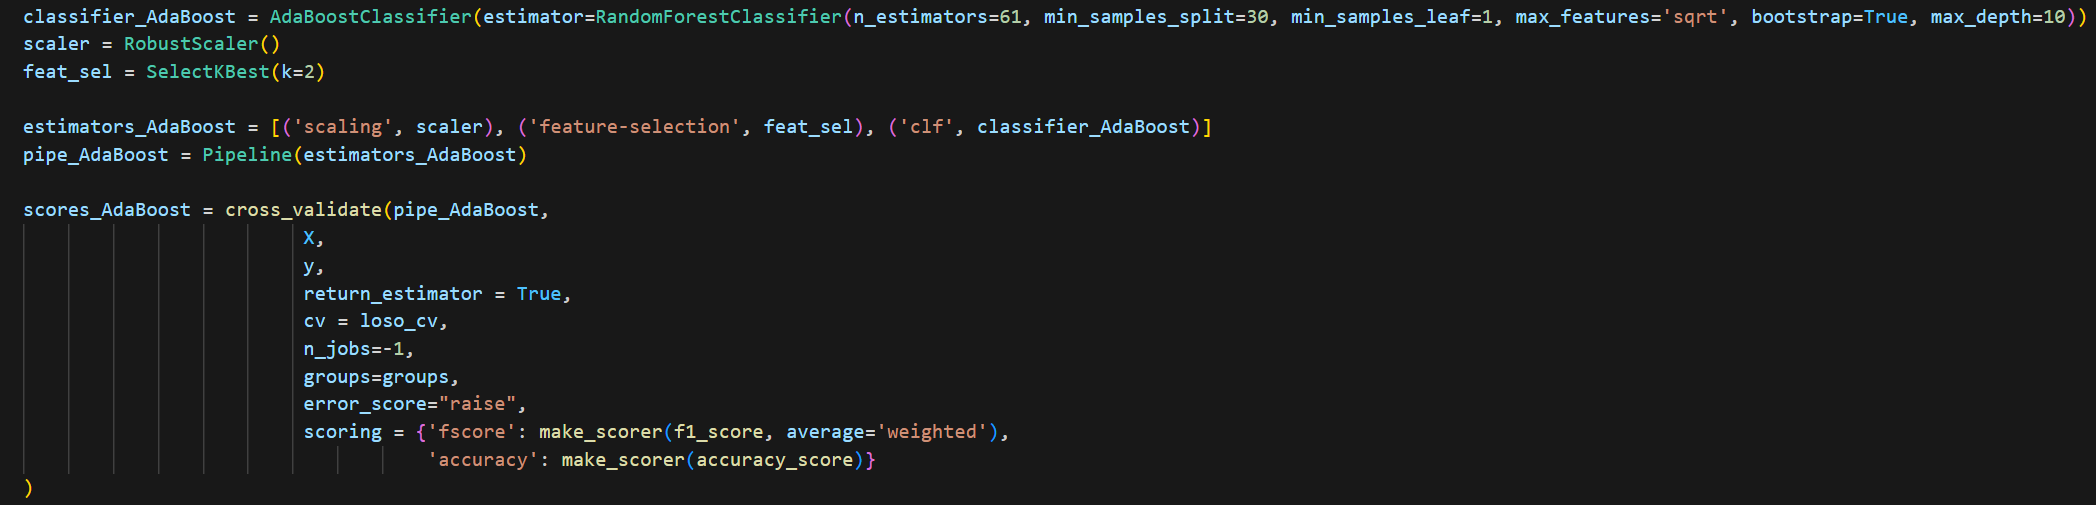 classifier_AdaBoost = AdaBoostClassifier(estimator=RandomForestClassifier(n_estimators=61, min_samples_split=30, min_samples_leaf=1, max_features='sqrt', bootstrap=True, max_depth=10))
scaler = RobustScaler()
feat_sel = SelectKBest(k=2)

estimators_AdaBoost = [('scaling', scaler), ('feature-selection', feat_sel), ('clf', classifier_AdaBoost)]
pipe_AdaBoost = Pipeline(estimators_AdaBoost)

scores_AdaBoost = cross_validate(pipe_AdaBoost,
                         X,
                         y,
                         return_estimator = True,
                         cv = loso_cv,
                         n_jobs=-1,
                         groups=groups,
                         error_score="raise",
                         scoring = {'fscore': make_scorer(f1_score, average='weighted'),
                                    'accuracy': make_scorer(accuracy_score)}
)